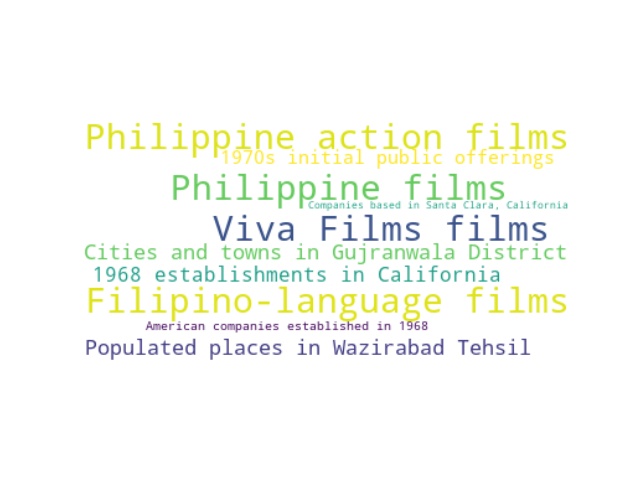 Philippine action films
1970s initial public offerings
Philippine films
Companies based in Santa Clara, California
Viva Films films
Cities and towns in Gujranwala District
1968 establishments in California
Filipino-language films
American companies established in 1968
Populated places in Wazirabad Tehsil